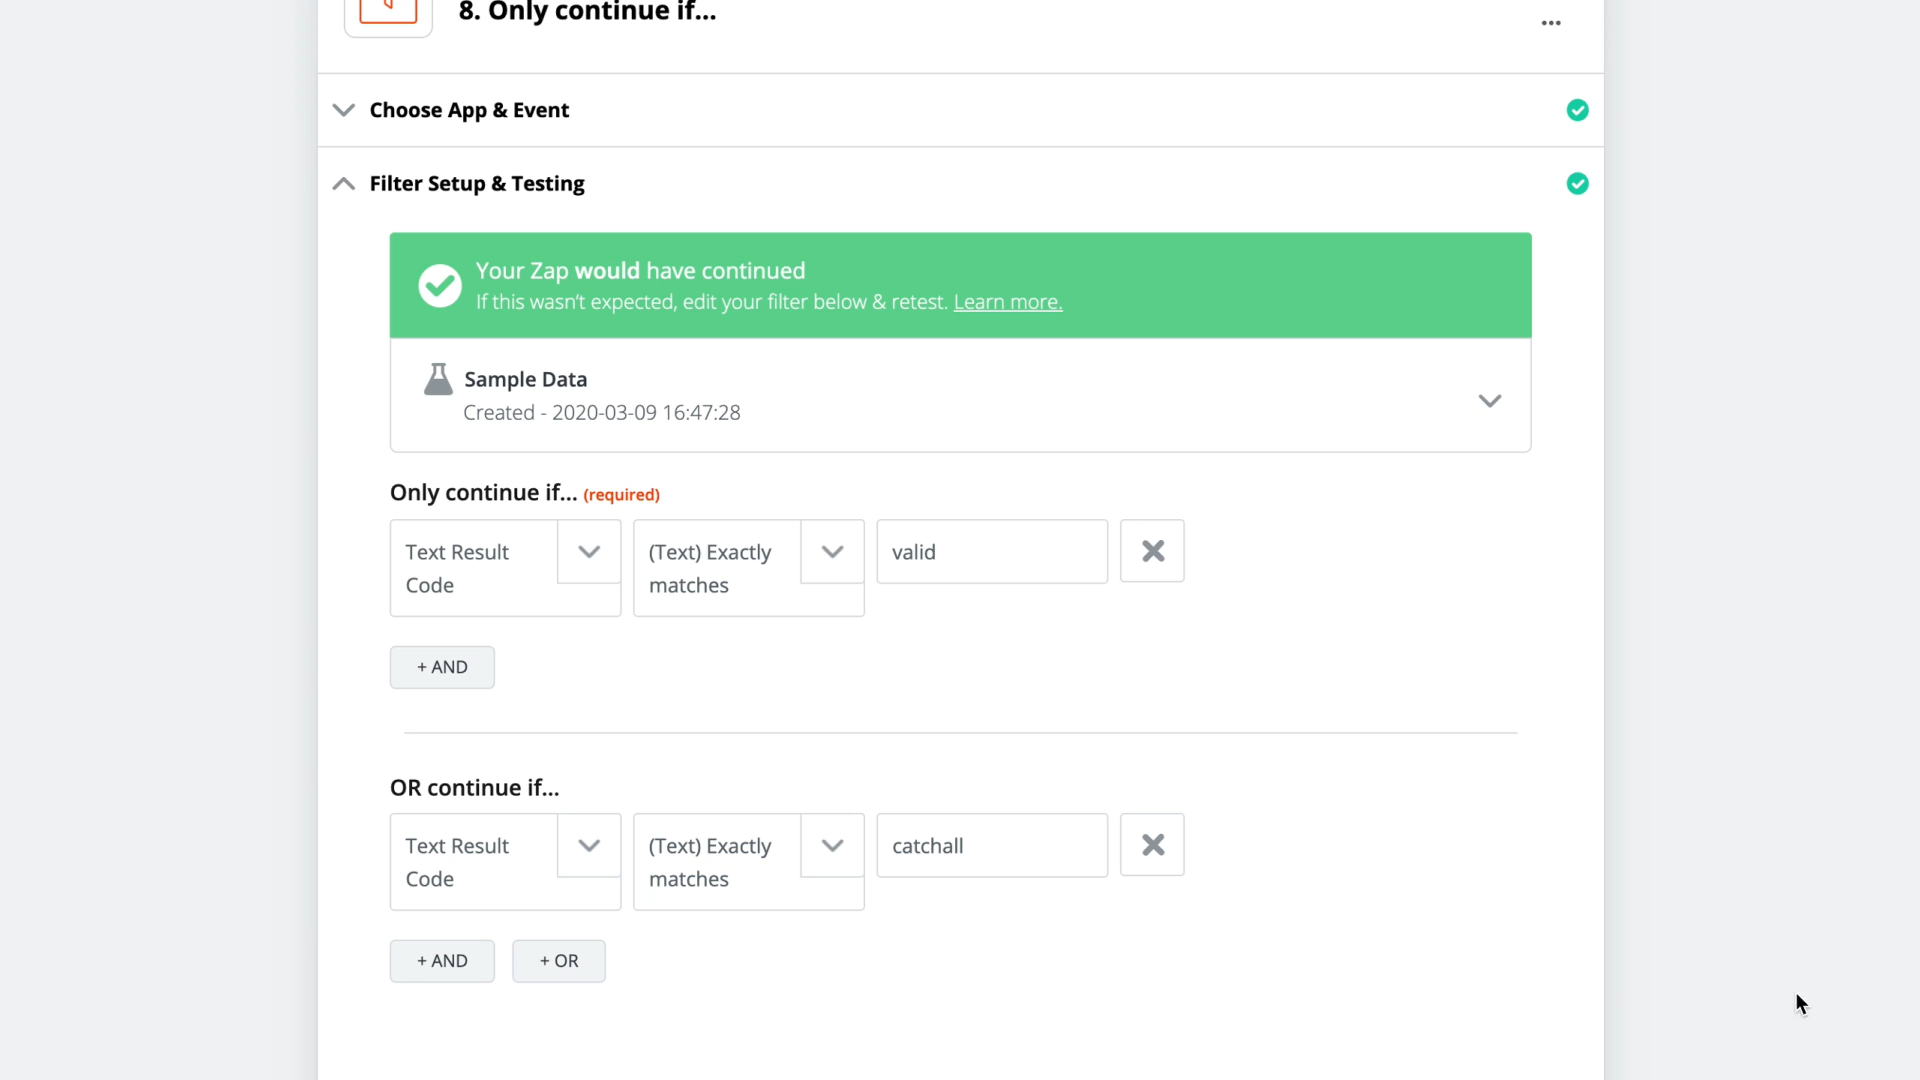 8. Only continue if...
Choose App & Event
Filter Setup & Testing
Your Zap would have continued
If this wasn't expected, edit your filter below & retest. Learn more.
Sample Data
Created - 2020-03-09 16:47:28
Only continue if... (required)
Text Result
Code
(Text) Exactly
matches
valid
+ AND
OR continue if...
Text Result
Code
(Text) Exactly
matches
catchall
+ AND
+ OR